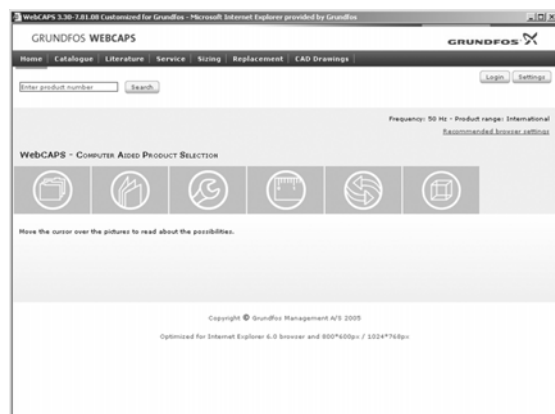 WebCAPS 3.30-7.01.00 Customized for Grundfos - Microsoft Internet Explorer provided by Grundfos
GRUNDFOS WEBCAPS
GRUNDFOS
Home Catalogue Literature Service Sizing Replacement CAD Drawings
Login Settings
Enter product number Search
Frequency: 50 Hz - Product range: International
Recommended browser settings
WebCAPS - Computer Aided Product Selection
Move the cursor over the pictures to read about the possibilities.
Copyright © Grundfos Management A/S 2005
Optimized for Internet Explorer 6.0 browser and 800*600px / 1024*768px